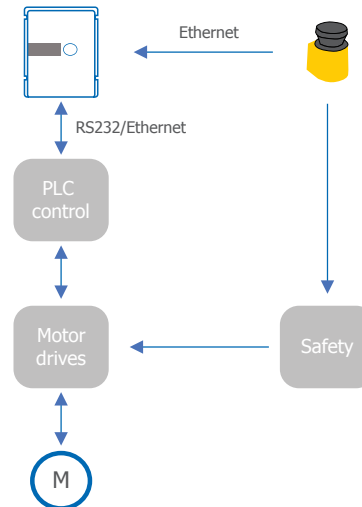 Ethernet
RS232/Ethernet
PLC
control
Motor
drives
Safety
M